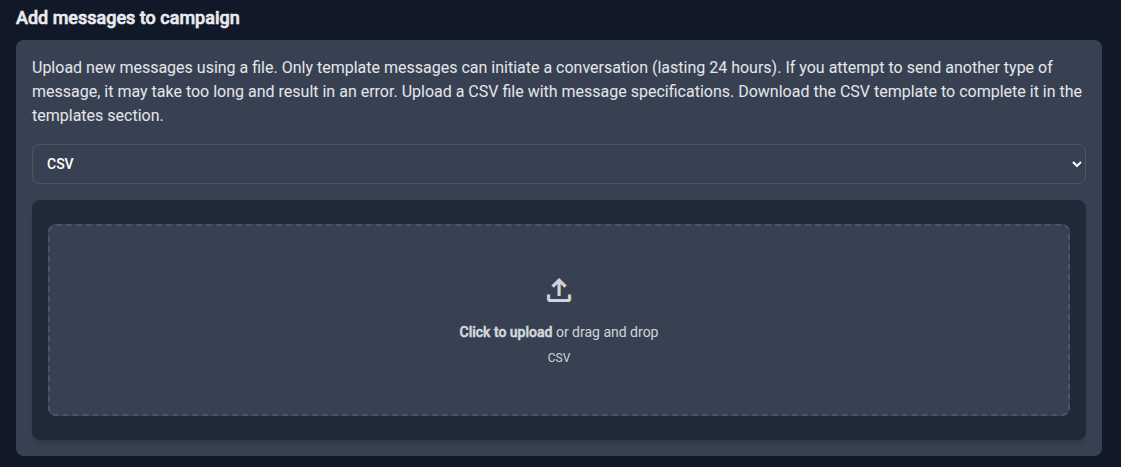 Add messages to campaign
Upload new messages using a file. Only template messages can initiate a conversation (lasting 24 hours). If you attempt to send another type of
message, it may take too long and result in an error. Upload a CSV file with message specifications. Download the CSV template to complete it in the
templates section.
CSV
Click to upload or drag and drop
CSV